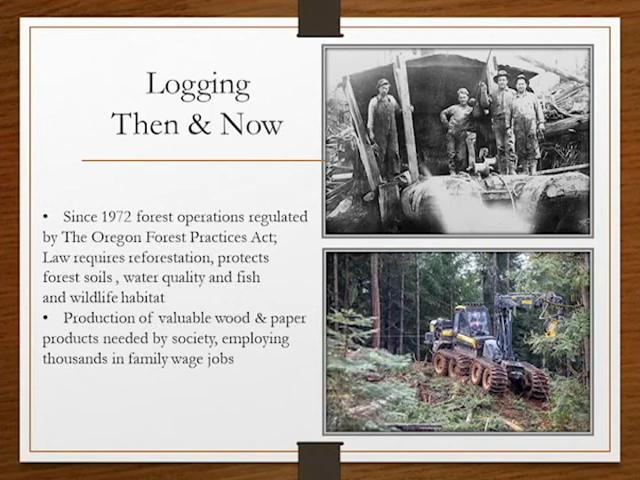 Logging
Then & Now
• Since 1972 forest operations regulated
by The Oregon Forest Practices Act;
Law requires reforestation, protects
forest soils , water quality and fish
and wildlife habitat
• Production of valuable wood & paper
products needed by society, employing
thousands in family wage jobs